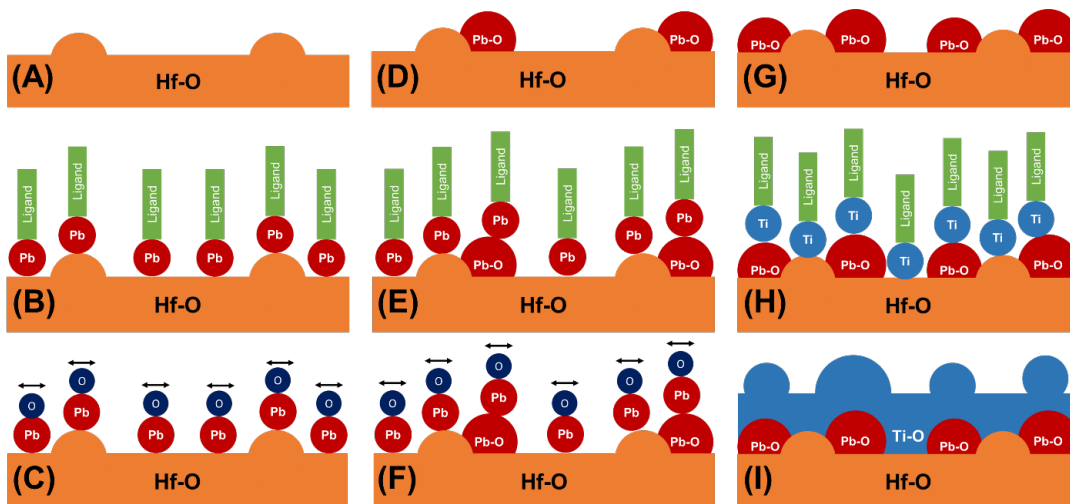 (A)
Hf-O
Ligand
Ligand
Ligand
Ligand
Ligand
Ligand
Pb
Pb
Pb
Pb
Pb
Pb
(B)
Hf-O
O
O
O
O
O
O
Pb
Pb
Pb
Pb
Pb
Pb
(C)
Hf-O
Pb-O
Pb-O
(D)
Hf-O
Ligand
Ligand
Ligand
Ligand
Ligand
Ligand
Pb
Pb
Pb
Pb
Pb
Pb
Pb-O
Pb-O
(E)
Hf-O
O
O
O
O
O
O
Pb
Pb
Pb
Pb
Pb
Pb
Pb-O
Pb-O
(F)
Hf-O
Pb-O
Pb-O
Pb-O
Pb-O
(G)
Hf-O
Ligand
Ligand
Ligand
Ligand
Ligand
Ligand
Ligand
Ti
Ti
Ti
Ti
Ti
Ti
Ti
Pb-O
Pb-O
Pb-O
Pb-O
(H)
Hf-O
Pb-O
Pb-O
Ti-O
Pb-O
Pb-O
(I)
Hf-O